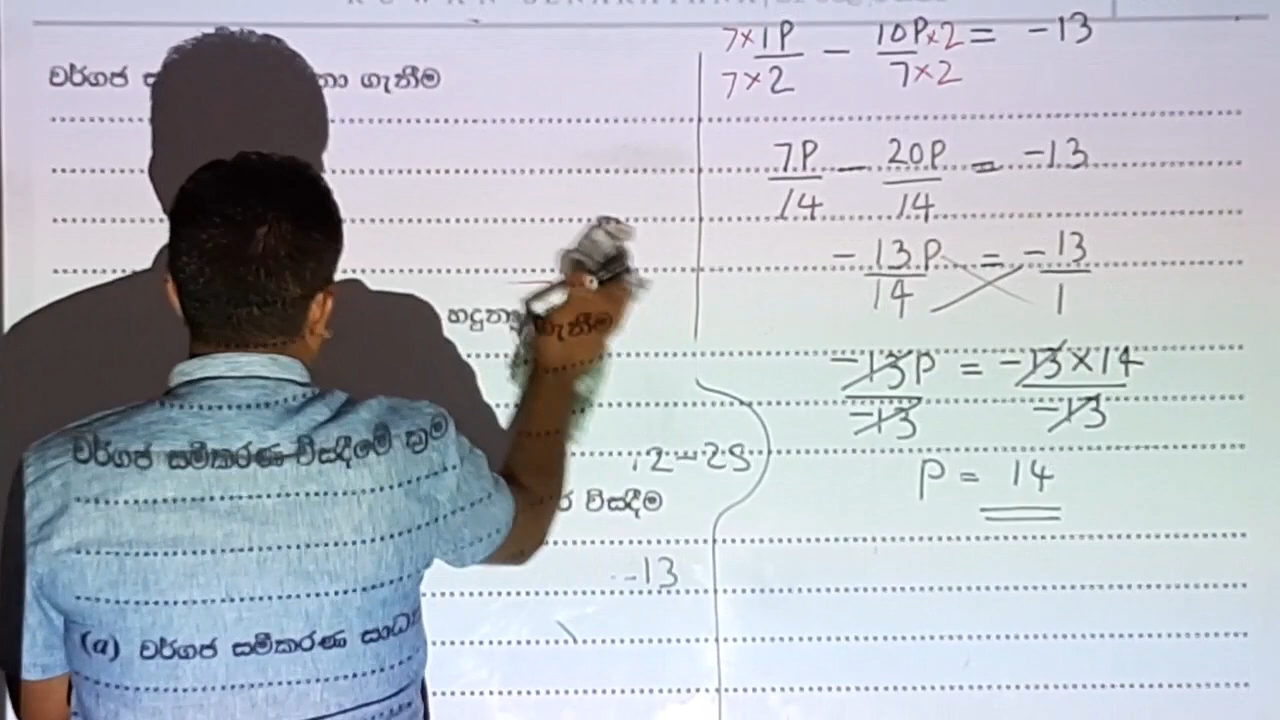 වර්ගජ
නා ගැනීම
හඳුනා ගැනීම
වර්ගජ සමීකරණ විසඳීමේ ක්‍රම
12-25
විසඳීම
-13
(a) වර්ගජ සමීකරණ
7×1P/7×2 - 10P×2/7×2 = -13
7P/14 - 20P/14 = -13
-13P/14 = -13/1
-13P/-13 = -13×14/-13
P = 14